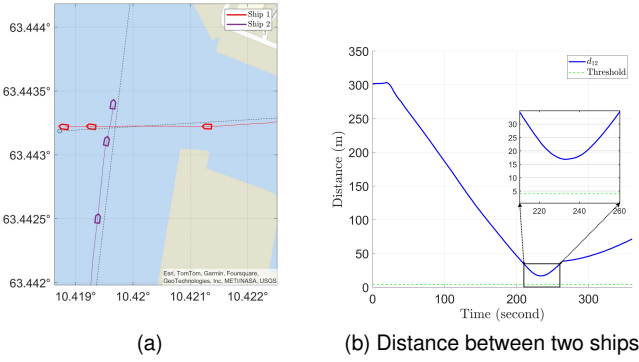 Ship 1
Ship 2
63.444°
63.4435°
63.443°
63.4425°
63.442°
10.419° 10.42° 10.421° 10.422°
Esri, TomTom, Garmin, Foursquare,
GeoTechnologies, Inc, METI/NASA, USGS
(a)
350
300
250
200
150
100
50
0
Distance (m)
d12
Threshold
35
30
25
20
15
10
5
220 240 260
0 100 200 300
Time (second)
(b) Distance between two ships